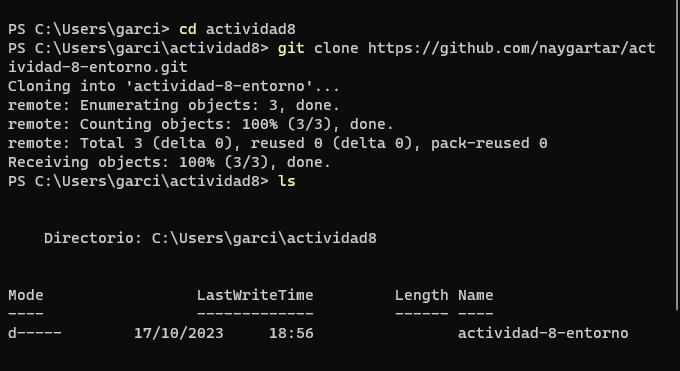 PS C:\Users\garci> cd actividad8
PS C:\Users\garci\actividad8> git clone https://github.com/naygartar/act
ividad-8-entorno.git
Cloning into 'actividad-8-entorno'...
remote: Enumerating objects: 3, done.
remote: Counting objects: 100% (3/3), done.
remote: Total 3 (delta 0), reused 0 (delta 0), pack-reused 0
Receiving objects: 100% (3/3), done.
PS C:\Users\garci\actividad8> ls
Directorio: C:\Users\garci\actividad8
Mode LastWriteTime Length Name
---- ------------- ------ ----
d----- 17/10/2023 18:56 actividad-8-entorno